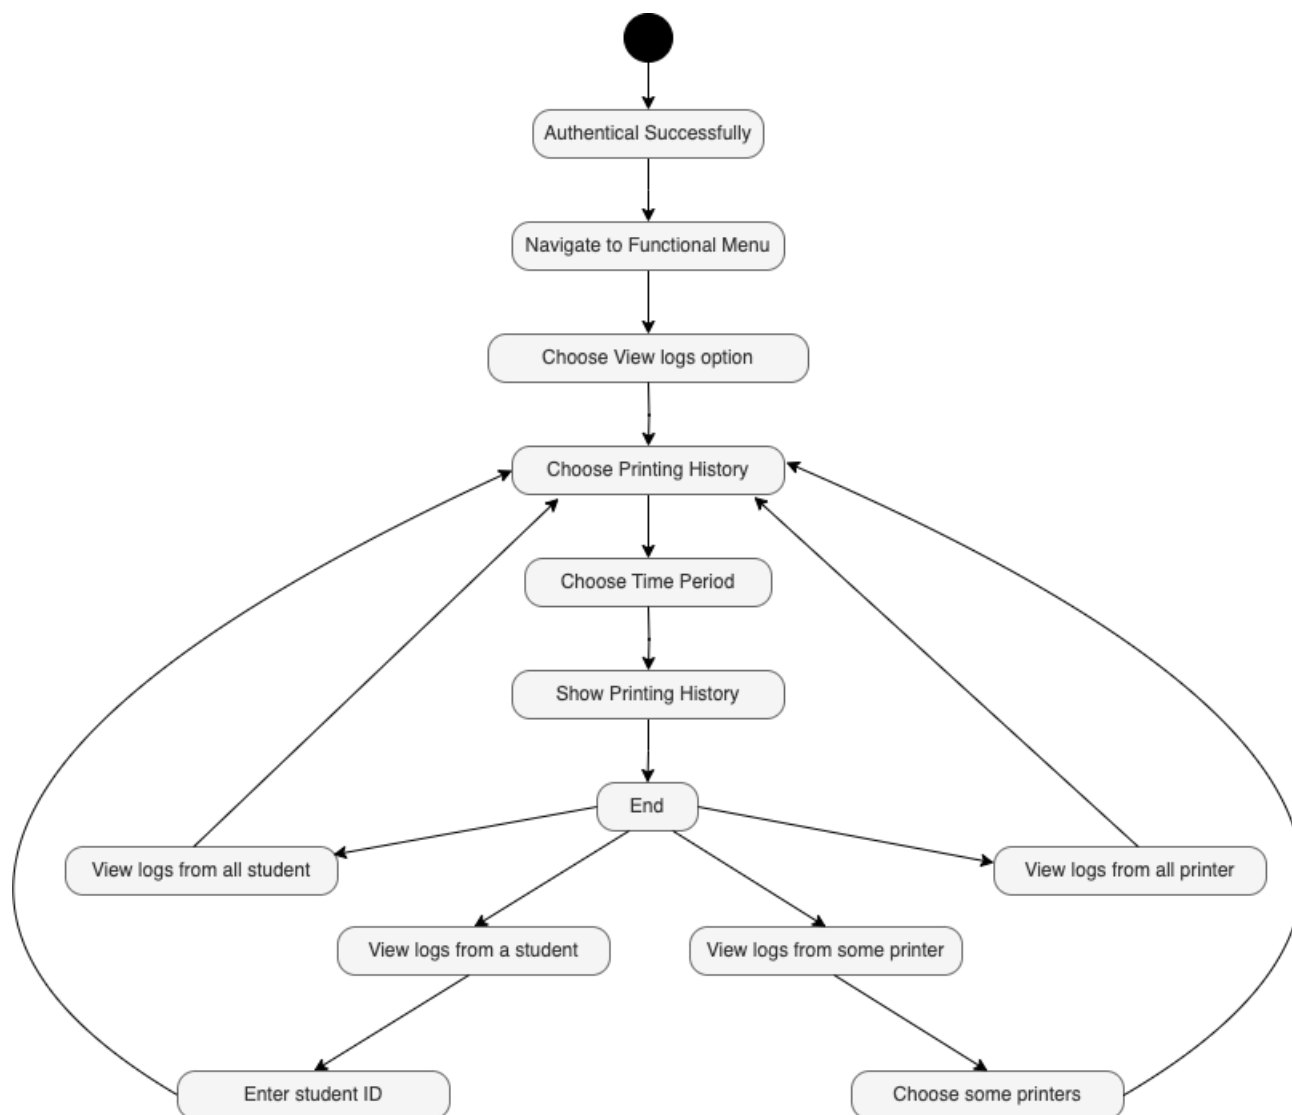 Authentical Successfully
Navigate to Functional Menu
Choose View logs option
Choose Printing History
Choose Time Period
Show Printing History
End
View logs from all student
View logs from all printer
View logs from a student
View logs from some printer
Enter student ID
Choose some printers